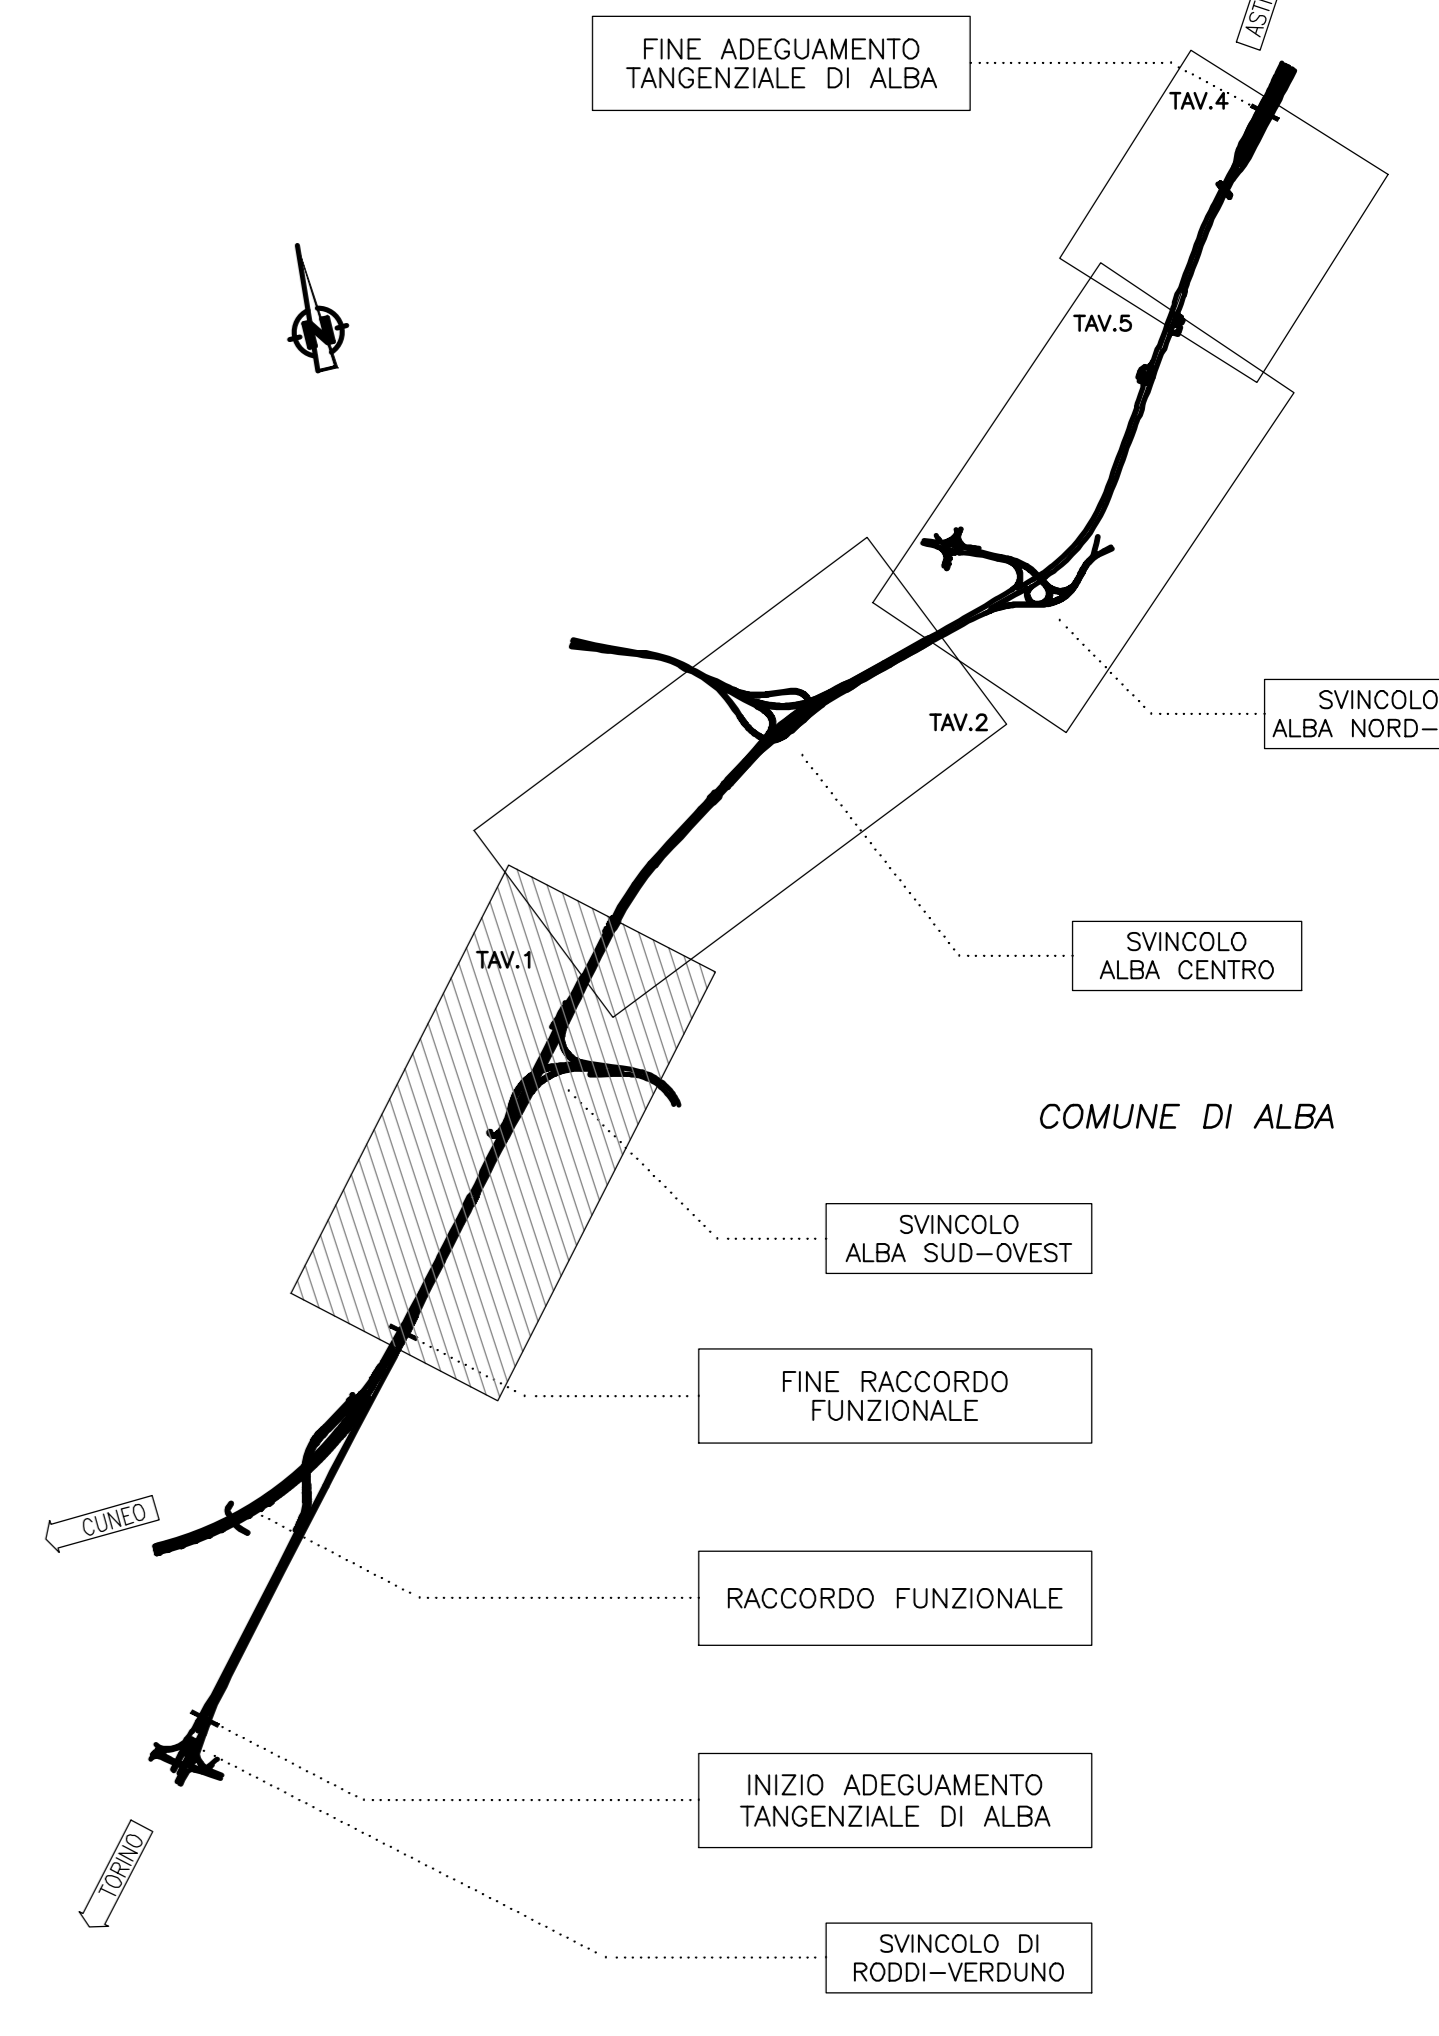 ASTI
FINE ADEGUAMENTO
TANGENZIALE DI ALBA
TAV.4
N
TAV.5
SVINCOLO
ALBA NORD-
TAV.2
SVINCOLO
ALBA CENTRO
TAV.1
COMUNE DI ALBA
SVINCOLO
ALBA SUD-OVEST
FINE RACCORDO
FUNZIONALE
CUNEO
RACCORDO FUNZIONALE
INIZIO ADEGUAMENTO
TANGENZIALE DI ALBA
TORINO
SVINCOLO DI
RODDI-VERDUNO